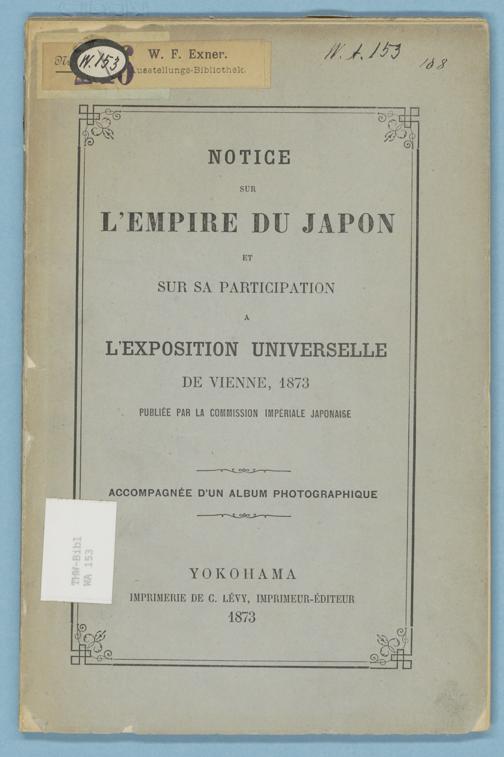 W. 153
W. F. Exner.
Ausstellungs-Bibliothek.
W. A. 153
108
NOTICE
SUR
L'EMPIRE DU JAPON
ET
SUR SA PARTICIPATION
A
L'EXPOSITION UNIVERSELLE
DE VIENNE, 1873
PUBLIÉE PAR LA COMMISSION IMPÉRIALE JAPONAISE
ACCOMPAGNÉE D'UN ALBUM PHOTOGRAPHIQUE
YOKOHAMA
IMPRIMERIE DE C. LÉVY, IMPRIMEUR-ÉDITEUR
1873
TMW-Bibl
WA 153